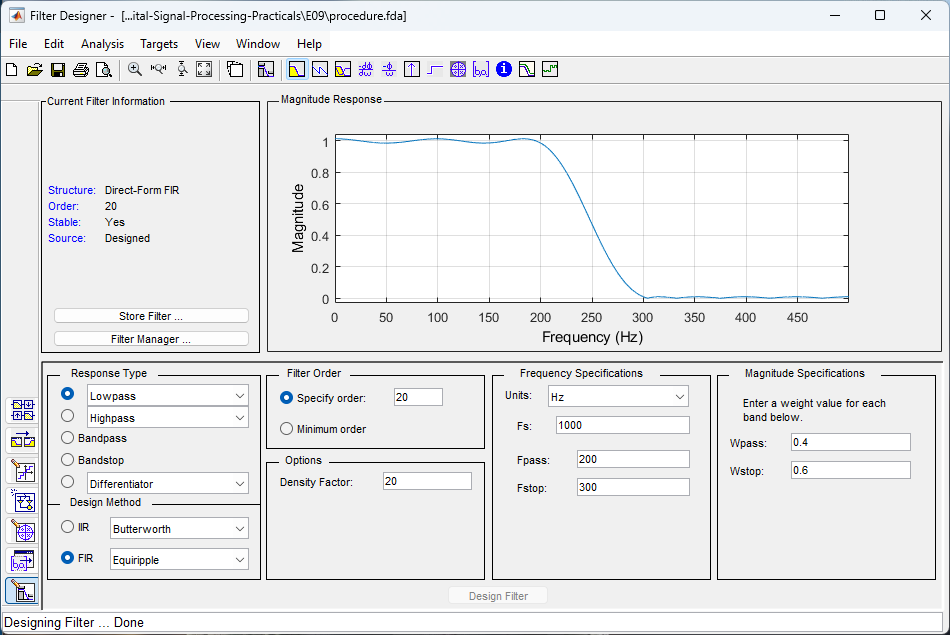 Filter Designer - [...ital-Signal-Processing-Practicals\E09\procedure.fda]
File Edit Analysis Targets View Window Help
Current Filter Information
Structure: Direct-Form FIR
Order: 20
Stable: Yes
Source: Designed
Store Filter ...
Filter Manager ...
Magnitude Response
Magnitude
1
0.8
0.6
0.4
0.2
0
0 50 100 150 200 250 300 350 400 450
Frequency (Hz)
Response Type
Lowpass
Highpass
Bandpass
Bandstop
Differentiator
Design Method
IIR Butterworth
FIR Equiripple
Filter Order
Specify order: 20
Minimum order
Options
Density Factor: 20
Frequency Specifications
Units: Hz
Fs: 1000
Fpass: 200
Fstop: 300
Magnitude Specifications
Enter a weight value for each
band below.
Wpass: 0.4
Wstop: 0.6
Design Filter
Designing Filter ... Done